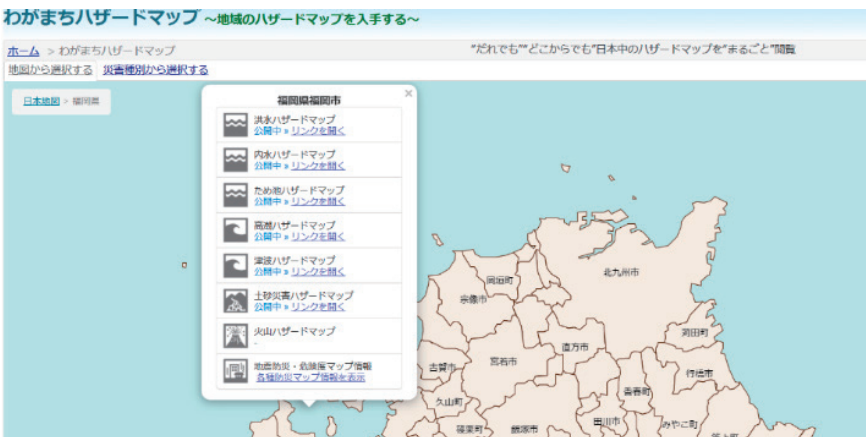 わがまちハザードマップ ～地域のハザードマップを入手する～
ホーム > わがまちハザードマップ
"だれでも""どこからでも"日本中のハザードマップを"まるごと"閲覧
地図から選択する 災害種別から選択する
日本地図 > 福岡県
福岡県福岡市
×
洪水ハザードマップ
公開中 » リンクを開く
内水ハザードマップ
公開中 » リンクを開く
ため池ハザードマップ
公開中 » リンクを開く
高潮ハザードマップ
公開中 » リンクを開く
津波ハザードマップ
公開中 » リンクを開く
土砂災害ハザードマップ
公開中 » リンクを開く
火山ハザードマップ
-
地震防災・危険度マップ情報
各種防災マップ情報を表示
北九州市
岡垣町
宗像市
苅田町
直方市
宮若市
古賀市
行橋市
香春町
久山町
田川市
みやこ町
篠栗町
飯塚市
築上町